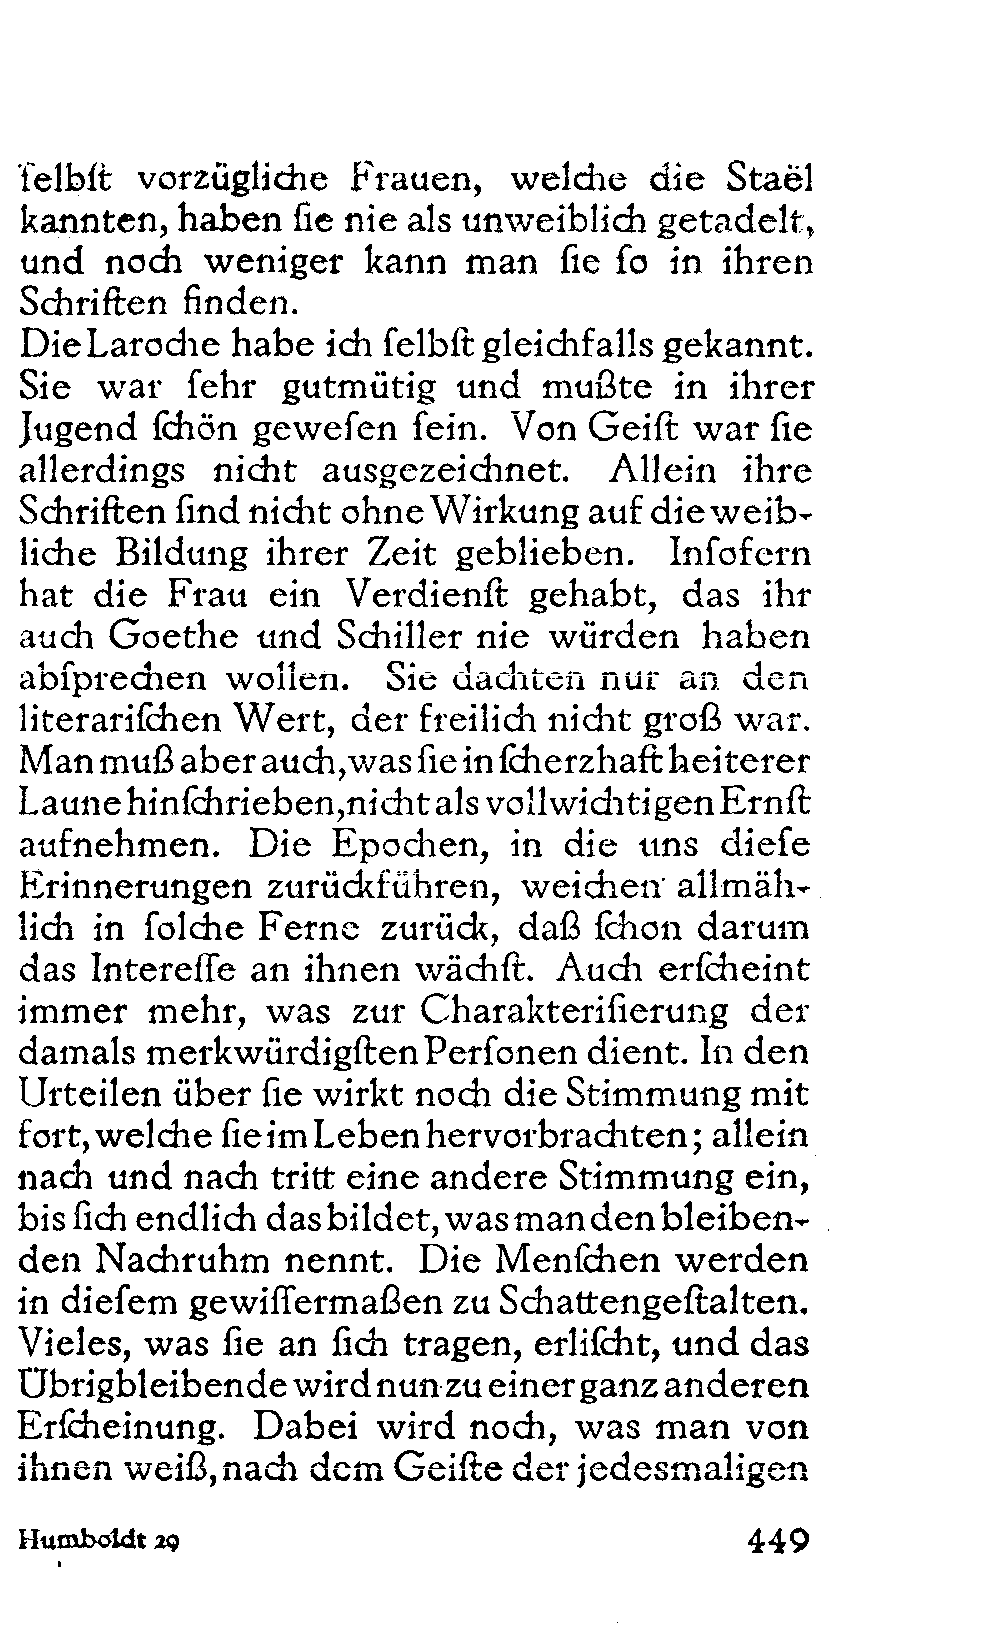 ſelbſt vorzügliche Frauen, welche die Staël
kannten, haben ſie nie als unweiblich getadelt,
und noch weniger kann man ſie ſo in ihren
Schriften finden.
Die Laroche habe ich ſelbſt gleichfalls gekannt.
Sie war ſehr gutmütig und mußte in ihrer
Jugend ſchön geweſen ſein. Von Geiſt war ſie
allerdings nicht ausgezeichnet. Allein ihre
Schriften ſind nicht ohne Wirkung auf die weib-
liche Bildung ihrer Zeit geblieben. Inſofern
hat die Frau ein Verdienſt gehabt, das ihr
auch Goethe und Schiller nie würden haben
abſprechen wollen. Sie dachten nur an den
literariſchen Wert, der freilich nicht groß war.
Man muß aber auch, was ſie in ſcherzhaft heiterer
Laune hinſchrieben, nicht als vollwichtigen Ernſt
aufnehmen. Die Epochen, in die uns dieſe
Erinnerungen zurückführen, weichen allmäh-
lich in ſolche Ferne zurück, daß ſchon darum
das Intereſſe an ihnen wächſt. Auch erſcheint
immer mehr, was zur Charakteriſierung der
damals merkwürdigſten Perſonen dient. In den
Urteilen über ſie wirkt noch die Stimmung mit
fort, welche ſie im Leben hervorbrachten; allein
nach und nach tritt eine andere Stimmung ein,
bis ſich endlich das bildet, was man den bleiben-
den Nachruhm nennt. Die Menſchen werden
in dieſem gewiſſermaßen zu Schattengeſtalten.
Vieles, was ſie an ſich tragen, erliſcht, und das
Übrigbleibende wird nun zu einer ganz anderen
Erſcheinung. Dabei wird noch, was man von
ihnen weiß, nach dem Geiſte der jedesmaligen
Humboldt 29 449